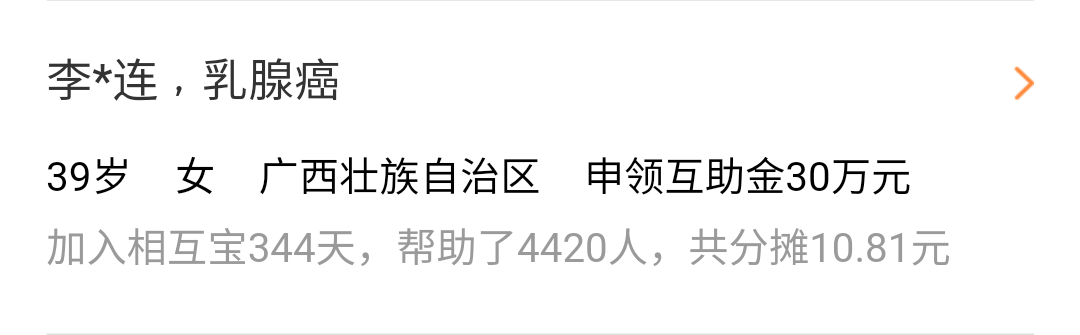 李*连，乳腺癌
39岁 女 广西壮族自治区 申领互助金30万元
加入相互宝344天，帮助了4420人，共分摊10.81元